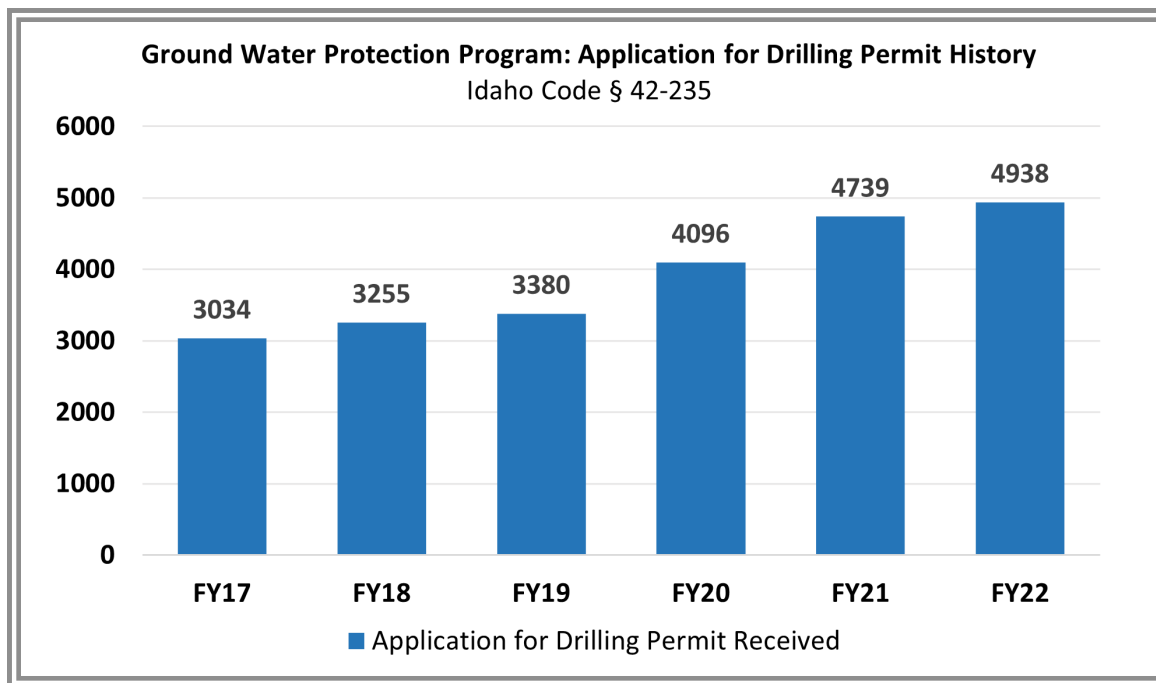 Ground Water Protection Program: Application for Drilling Permit History
Idaho Code § 42-235
6000
5000
4000
3000
2000
1000
0
3034
3255
3380
4096
4739
4938
FY17
FY18
FY19
FY20
FY21
FY22
Application for Drilling Permit Received